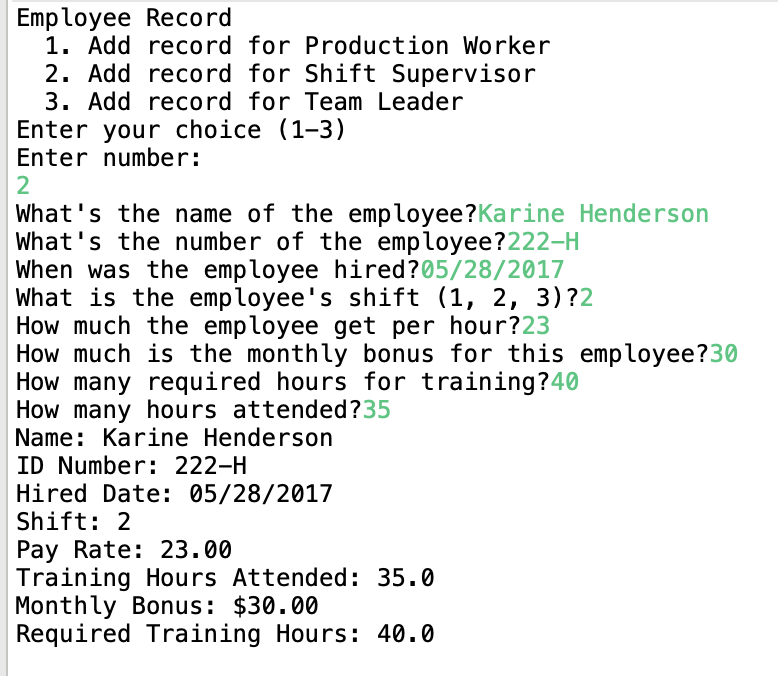 Employee Record
  1. Add record for Production Worker
  2. Add record for Shift Supervisor
  3. Add record for Team Leader
Enter your choice (1-3)
Enter number:
2
What's the name of the employee?Karine Henderson
What's the number of the employee?222-H
When was the employee hired?05/28/2017
What is the employee's shift (1, 2, 3)?2
How much the employee get per hour?23
How much is the monthly bonus for this employee?30
How many required hours for training?40
How many hours attended?35
Name: Karine Henderson
ID Number: 222-H
Hired Date: 05/28/2017
Shift: 2
Pay Rate: 23.00
Training Hours Attended: 35.0
Monthly Bonus: $30.00
Required Training Hours: 40.0